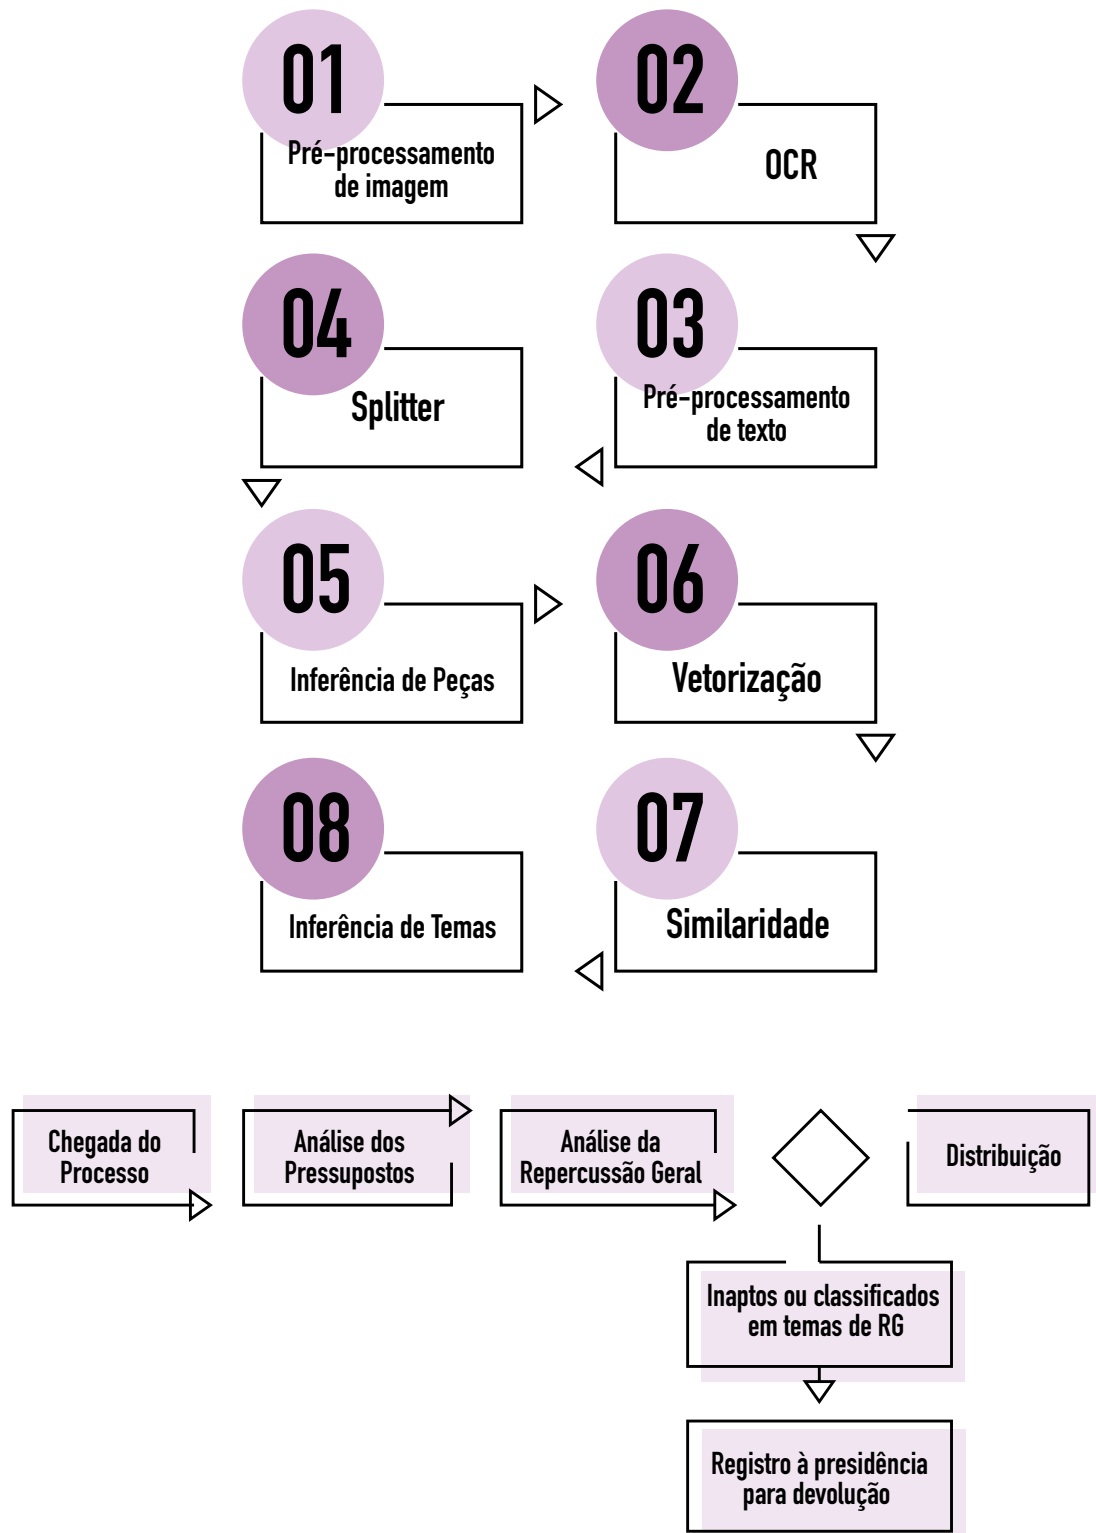 01
Pré-processamento
de imagem
02
OCR
03
Pré-processamento
de texto
04
Splitter
05
Inferência de Peças
06
Vetorização
07
Similaridade
08
Inferência de Temas
Chegada do
Processo
Análise dos
Pressupostos
Análise da
Repercussão Geral
Distribuição
Inaptos ou classificados
em temas de RG
Registro à presidência
para devolução